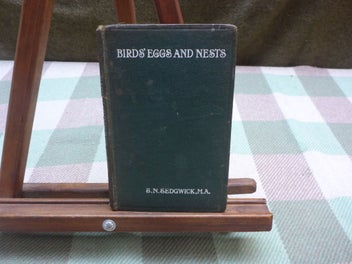 BIRDS' EGGS AND NESTS
S.N. SEDGWICK, M.A.